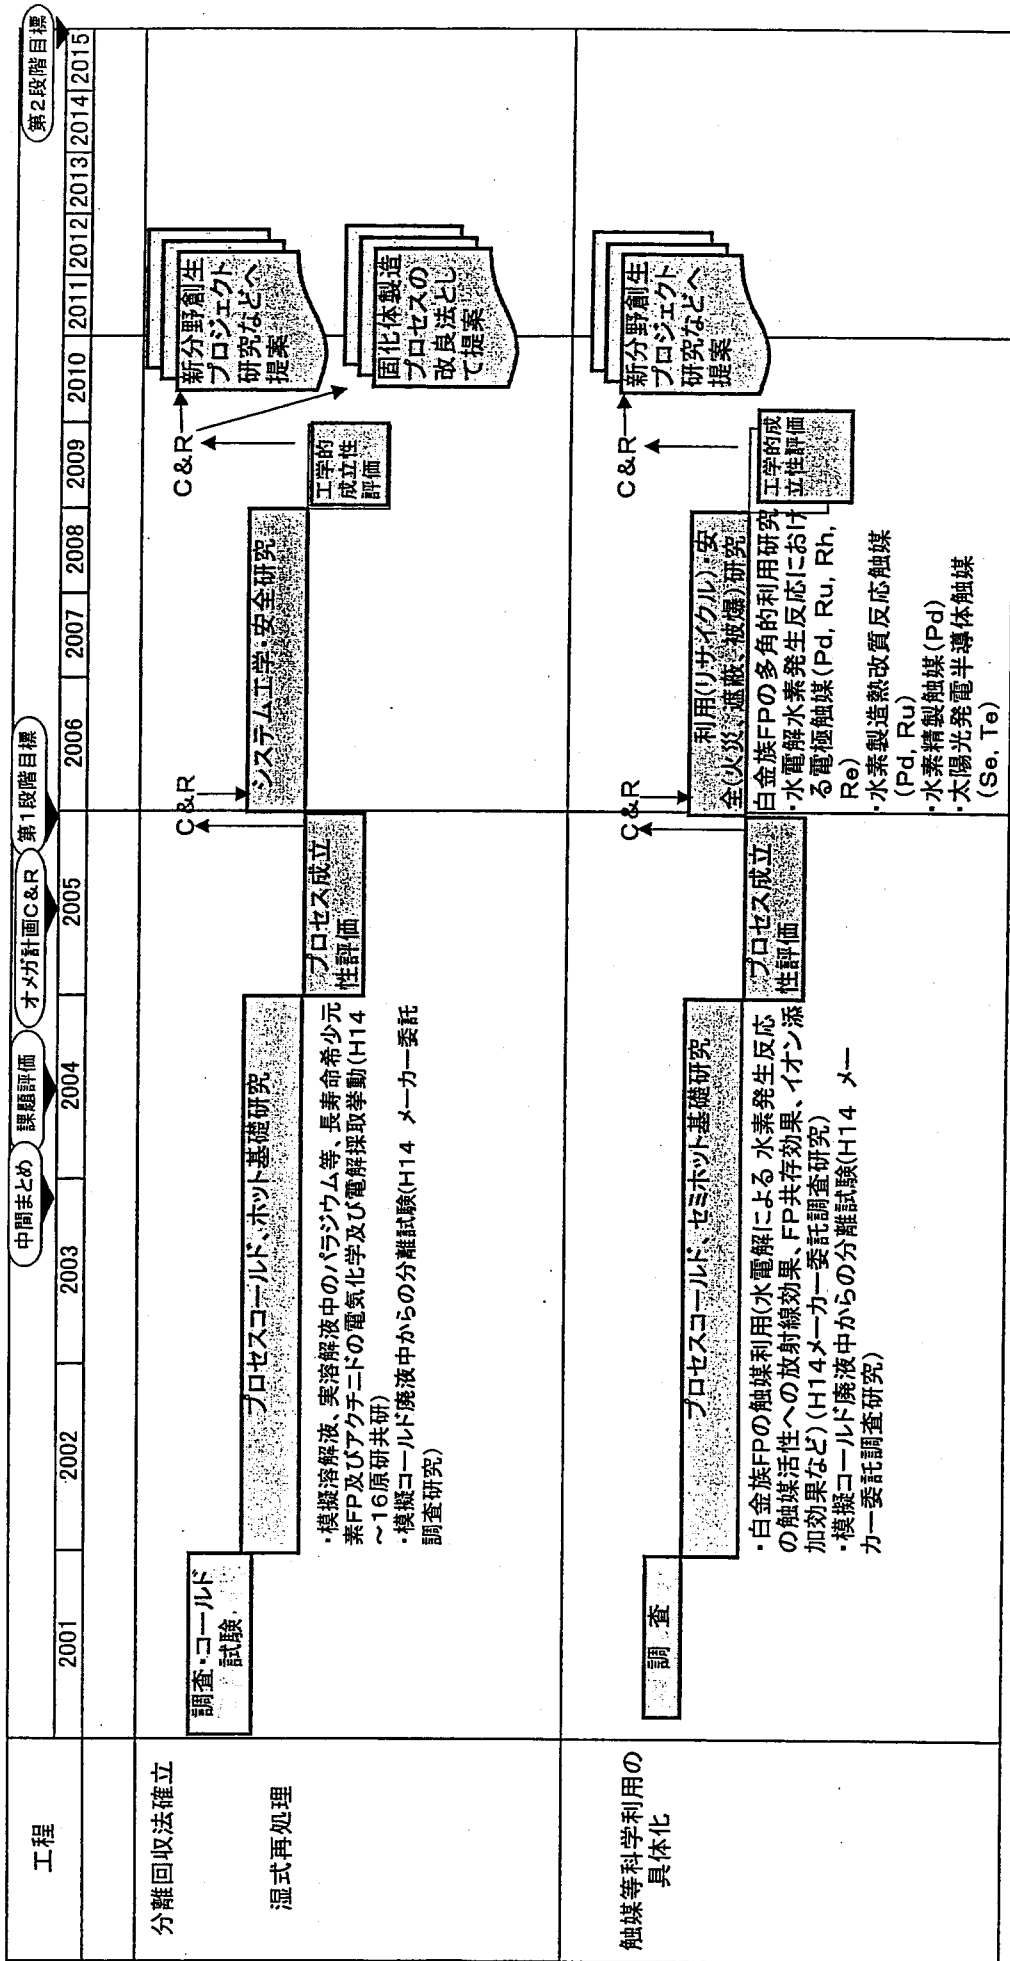 中間まとめ
課題評価
オメガ計画C&R
第1段階目標
第2段階目標
工程
2001
2002
2003
2004
2005
2006
2007
2008
2009
2010
2011
2012
2013
2014
2015
分離回収法確立
湿式再処理
調査・コールド
試験
プロセスコールド、ホット基礎研究
・模擬溶解液、実溶解液中のパラジウム等、長寿命希少元
素FP及びアクチニドの電気化学及び電解採取挙動(H14
～16原研共研)
・模擬コールド廃液中からの分離試験(H14 メーカー委託
調査研究)
プロセス成立
性評価
C&R
システム工学・安全研究
工学的
成立性
評価
C&R
新分野創生
プロジェクト
研究などへ
提案
固化体製造
プロセスの
改良法とし
て提案
触媒等科学利用の
具体化
調 査
プロセスコールド、セミホット基礎研究
・白金族FPの触媒利用(水電解による 水素発生反応
の触媒活性への放射線効果、FP共存効果、イオン添
加効果など)(H14メーカー委託調査研究)
・模擬コールド廃液中からの分離試験(H14 メー
カー委託調査研究)
プロセス成立
性評価
C&R
利用(リサイクル)・安
全(火災、遮蔽、被爆)研究
白金族FPの多角的利用研究
・水電解水素発生反応におけ
る電極触媒(Pd, Ru, Rh,
Re)
・水素製造熱改質反応触媒
(Pd, Ru)
・水素精製触媒(Pd)
・太陽光発電半導体触媒
(Se, Te)
工学的成
立性評価
C&R
新分野創生
プロジェクト
研究などへ
提案